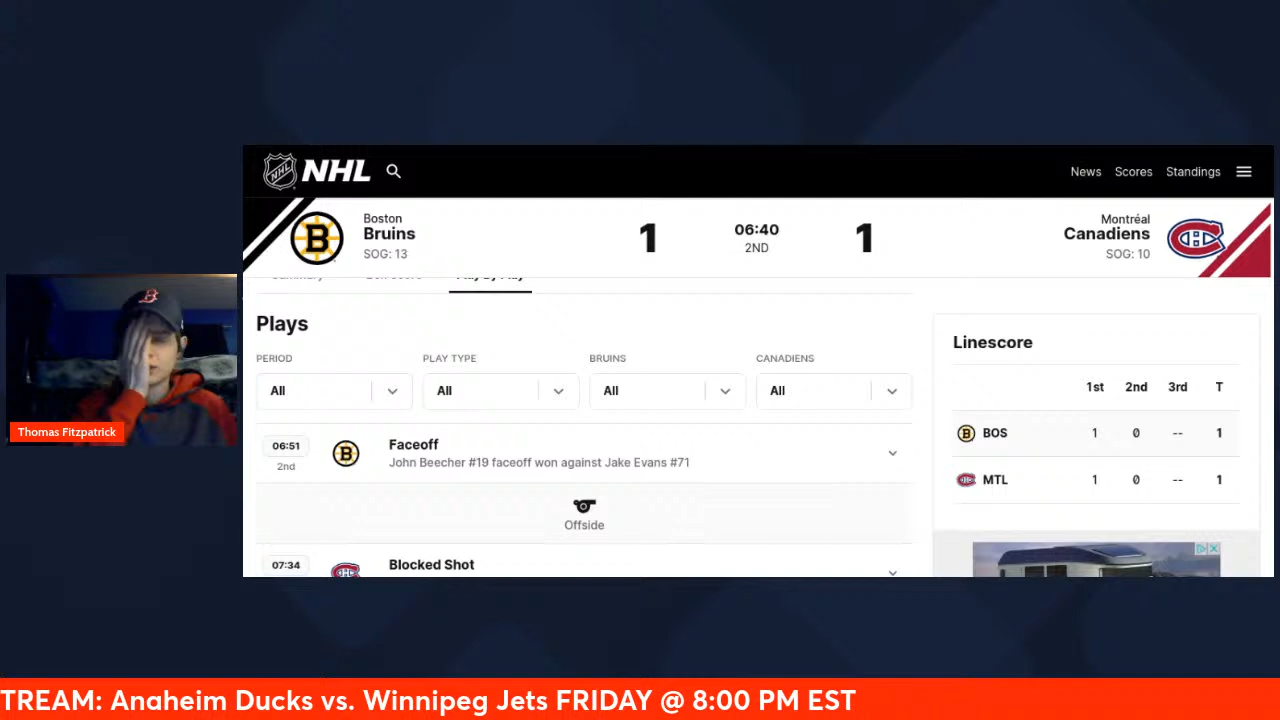 NHL
NHL
News Scores Standings
Boston
Bruins
SOG: 13
1
06:40
2ND
1
Montréal
Canadiens
SOG: 10
Plays
PERIOD PLAY TYPE BRUINS CANADIENS
All All All All
06:51
2nd
Faceoff
John Beecher #19 faceoff won against Jake Evans #71
Offside
07:34
Blocked Shot
Linescore
1st 2nd 3rd T
BOS 1 0 -- 1
MTL 1 0 -- 1
Thomas Fitzpatrick
TREAM: Anaheim Ducks vs. Winnipeg Jets FRIDAY @ 8:00 PM EST